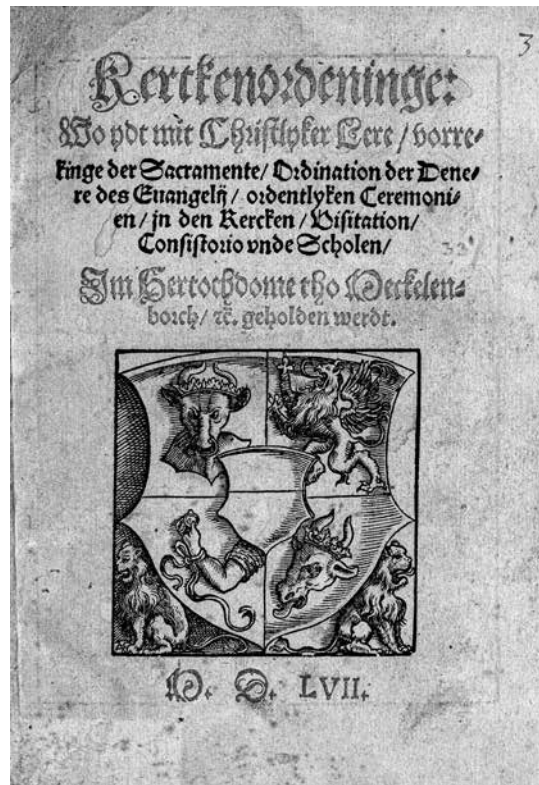 3
Kerckenordeninge:
Wo ydt mit Christlyker Lere / vorre⸗
kinge der Sacramente / Ordination der Dene⸗
re des Euangelij / ordentlyken Ceremoni⸗
en / jn den Kercken / Visitation /
Consistorio vnde Scholen /
Im Hertochdome tho Meckelen⸗
borch / ꝛc. geholden werdt.
M. D. LVII.